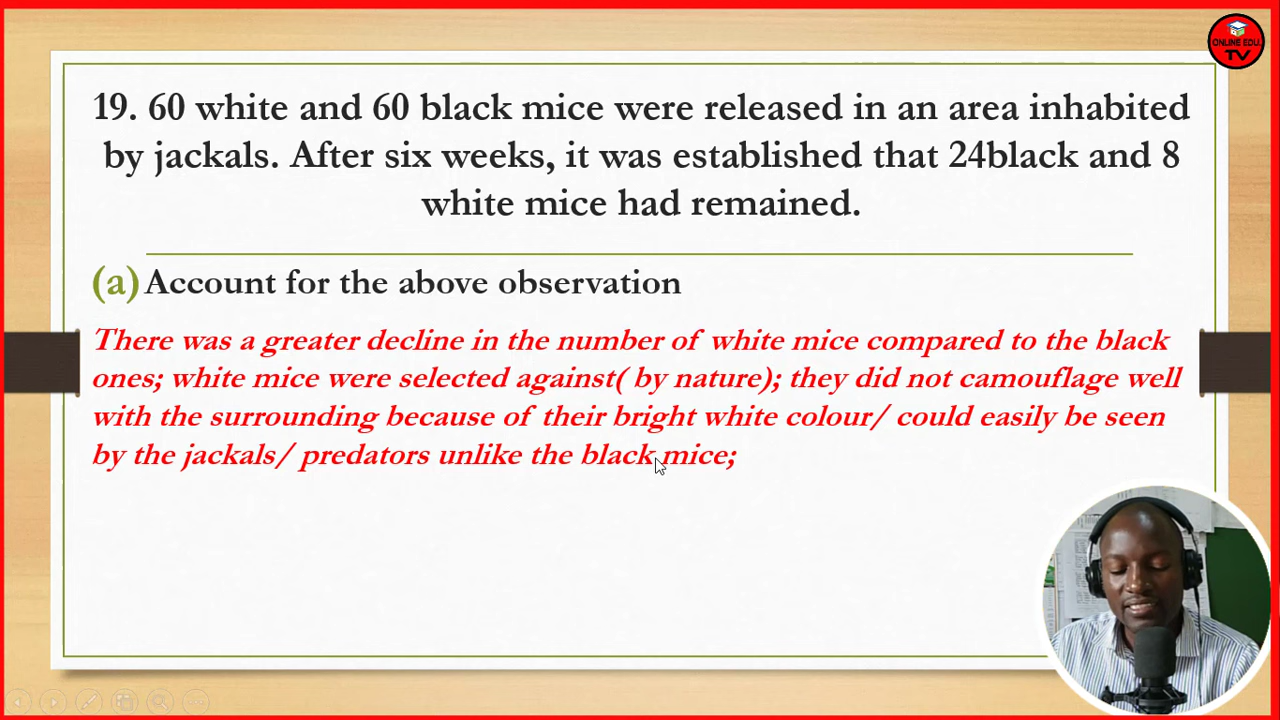 ONLINE EDU.
TV
19. 60 white and 60 black mice were released in an area inhabited
by jackals. After six weeks, it was established that 24black and 8
white mice had remained.
(a) Account for the above observation
There was a greater decline in the number of white mice compared to the black
ones; white mice were selected against( by nature); they did not camouflage well
with the surrounding because of their bright white colour/ could easily be seen
by the jackals/ predators unlike the black mice;